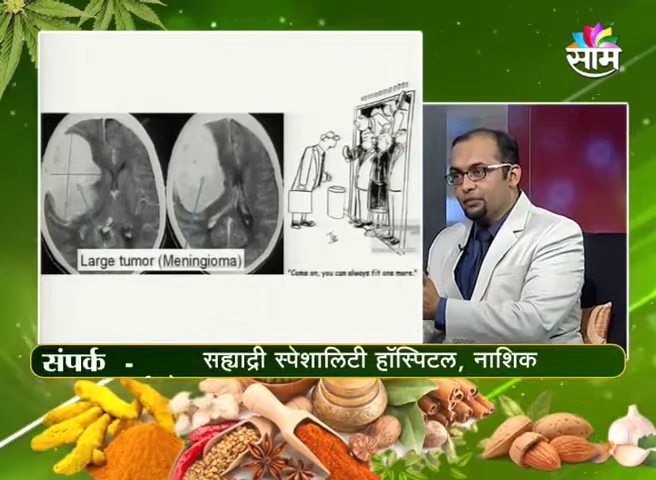 साम
Large tumor (Meningioma)
"Come on, you can always fit one more."
संपर्क -
सह्याद्री स्पेशालिटी हॉस्पिटल, नाशिक